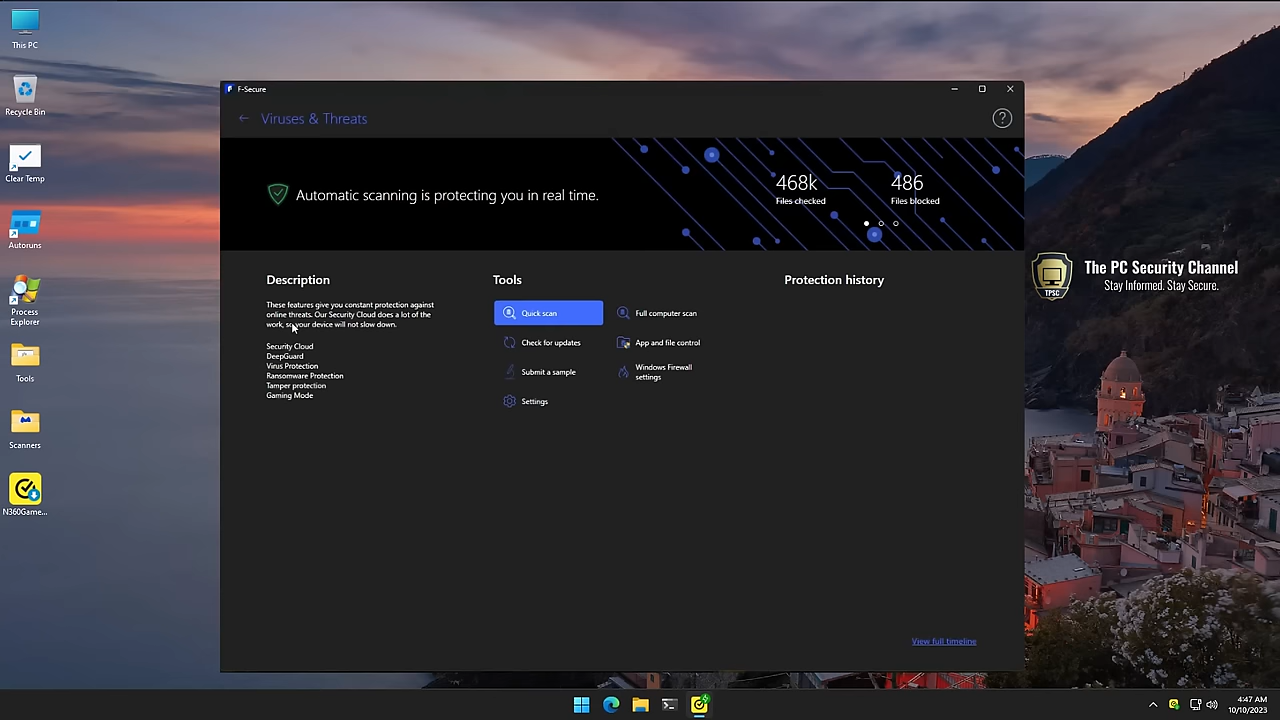 This PC
Recycle Bin
Clear Temp
Autoruns
Process
Explorer
Tools
Scanners
N360Game...
F-Secure
Viruses & Threats
?
Automatic scanning is protecting you in real time.
468k
Files checked
486
Files blocked
Description
These features give you constant protection against
online threats. Our Security Cloud does a lot of the
work, so your device will not slow down.
Security Cloud
DeepGuard
Virus Protection
Ransomware Protection
Tamper protection
Gaming Mode
Tools
Quick scan
Full computer scan
Check for updates
App and file control
Submit a sample
Windows Firewall
settings
Settings
Protection history
View full timeline
TPSC
The PC Security Channel
Stay Informed. Stay Secure.
4:47 AM
10/10/2023